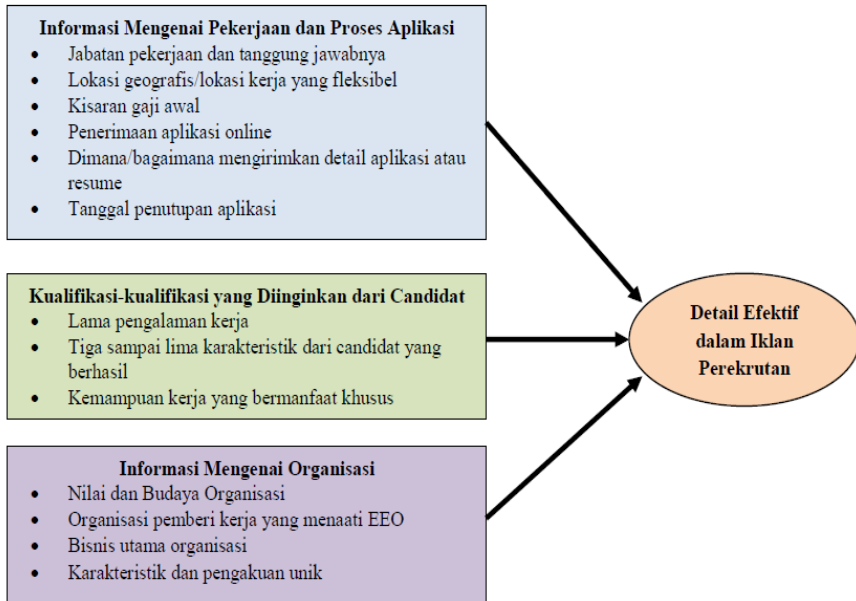 Informasi Mengenai Pekerjaan dan Proses Aplikasi
• Jabatan pekerjaan dan tanggung jawabnya
• Lokasi geografis/lokasi kerja yang fleksibel
• Kisaran gaji awal
• Penerimaan aplikasi online
• Dimana/bagaimana mengirimkan detail aplikasi atau
resume
• Tanggal penutupan aplikasi
Kualifikasi-kualifikasi yang Diinginkan dari Candidat
• Lama pengalaman kerja
• Tiga sampai lima karakteristik dari candidat yang
berhasil
• Kemampuan kerja yang bermanfaat khusus
Informasi Mengenai Organisasi
• Nilai dan Budaya Organisasi
• Organisasi pemberi kerja yang menaati EEO
• Bisnis utama organisasi
• Karakteristik dan pengakuan unik
Detail Efektif
dalam Iklan
Perekrutan